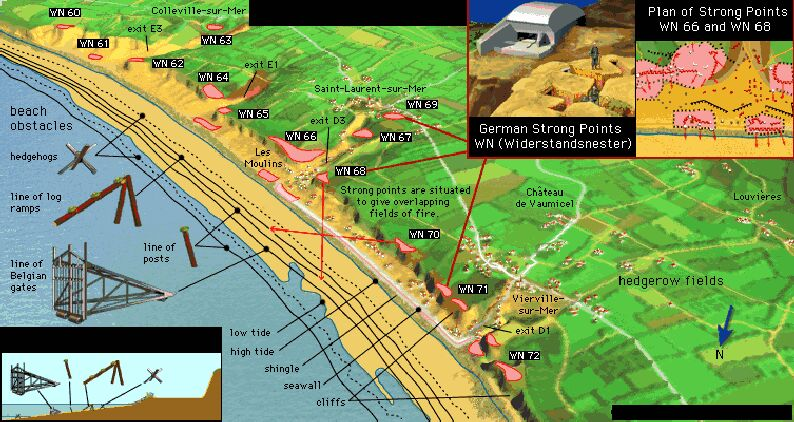 WN 60
Colleville-sur-Mer
WN 61
exit E3
WN 63
WN 62
WN 64
exit E1
WN 65
Saint-Laurent-sur-Mer
WN 69
exit D3
WN 67
WN 66
Les
Moulins
WN 68
Strong points are situated
to give overlapping
fields of fire.
WN 70
WN 71
Vierville-
sur-Mer
exit D1
WN 72
Château
de Vaumicel
Louvières
hedgerow fields
N
German Strong Points
WN (Widerstandsnester)
Plan of Strong Points
WN 66 and WN 68
beach
obstacles
hedgehogs
line of log
ramps
line of
posts
line of
Belgian
gates
low tide
high tide
shingle
seawall
cliffs